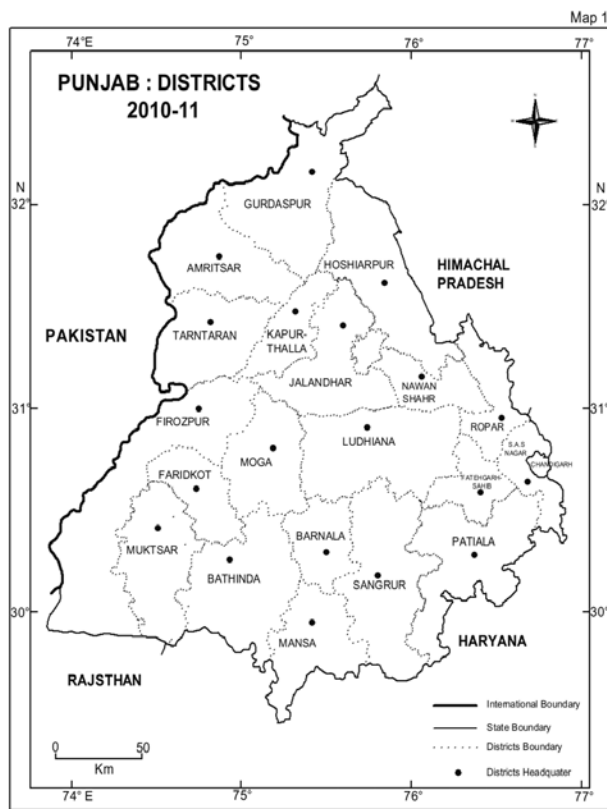 Map 1
74°E
75°
76°
77°
PUNJAB : DISTRICTS
2010-11
N
32°
N
32°
GURDASPUR
AMRITSAR
HOSHIARPUR
HIMACHAL
PRADESH
PAKISTAN
TARNTARAN
KAPUR-
THALLA
JALANDHAR
NAWAN
SHAHR
31°
31°
FIROZPUR
ROPAR
LUDHIANA
MOGA
S.A.S
NAGAR
CHANDIGARH
FARIDKOT
FATEHGARH-
SAHIB
MUKTSAR
BARNALA
PATIALA
BATHINDA
SANGRUR
30°
30°
MANSA
HARYANA
RAJSTHAN
International Boundary
State Boundary
Districts Boundary
Districts Headquater
0 50
Km
74°E
75°
76°
77°